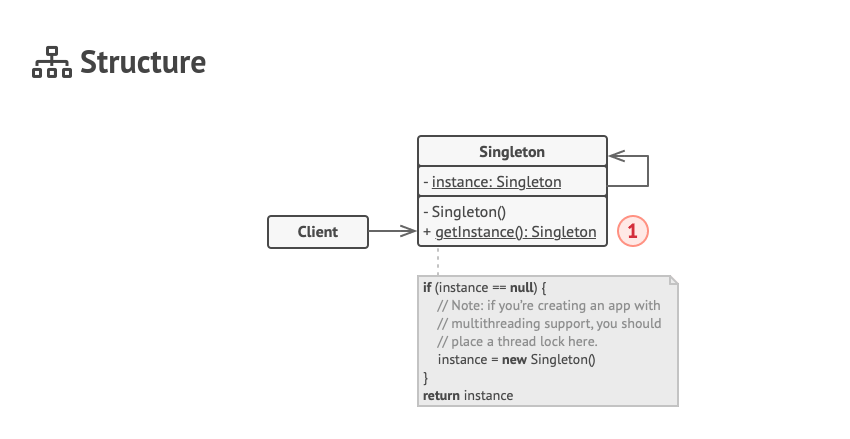 Structure
Singleton
- instance: Singleton
- Singleton()
+ getInstance(): Singleton
Client
1
if (instance == null) {
// Note: if you're creating an app with
// multithreading support, you should
// place a thread lock here.
instance = new Singleton()
}
return instance